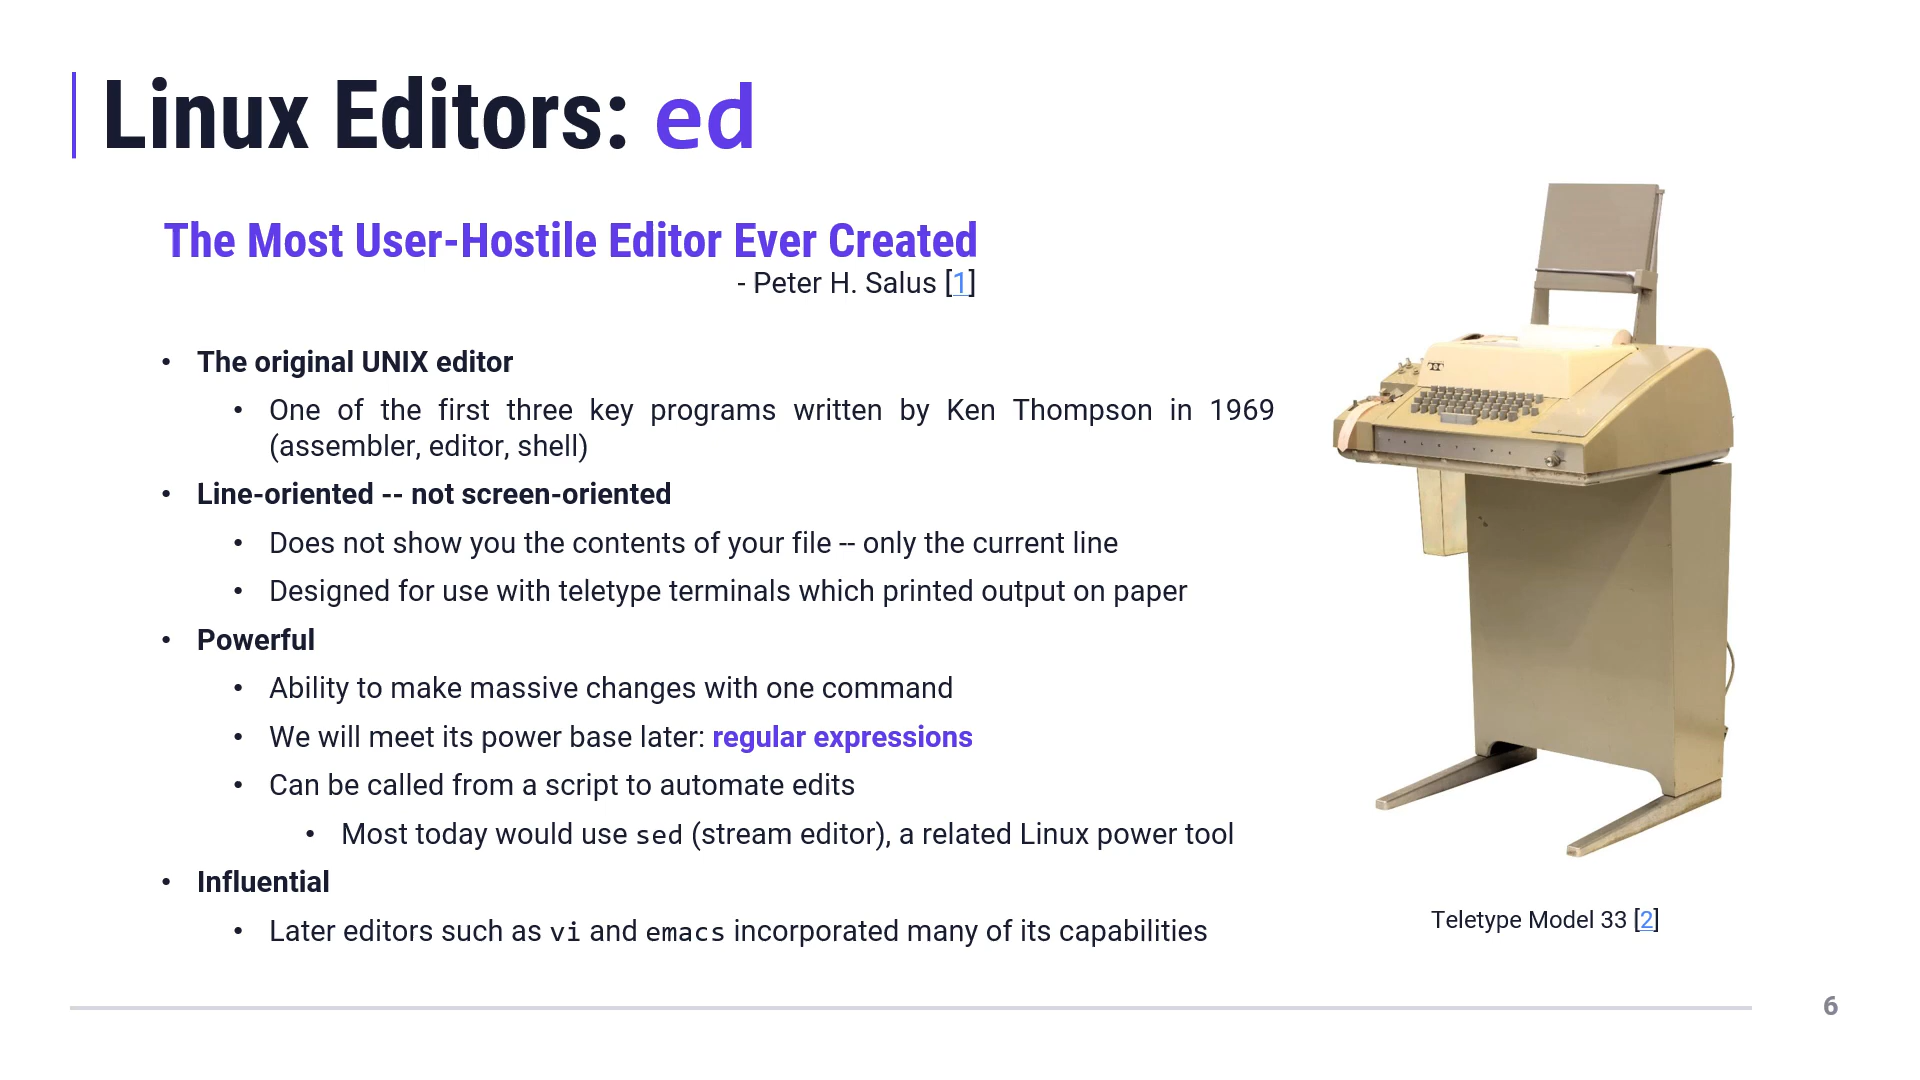 Linux Editors: ed
The Most User-Hostile Editor Ever Created
- Peter H. Salus [1]
• The original UNIX editor
• One of the first three key programs written by Ken Thompson in 1969
(assembler, editor, shell)
• Line-oriented -- not screen-oriented
• Does not show you the contents of your file -- only the current line
• Designed for use with teletype terminals which printed output on paper
• Powerful
• Ability to make massive changes with one command
• We will meet its power base later: regular expressions
• Can be called from a script to automate edits
• Most today would use sed (stream editor), a related Linux power tool
• Influential
• Later editors such as vi and emacs incorporated many of its capabilities
Teletype Model 33 [2]
6